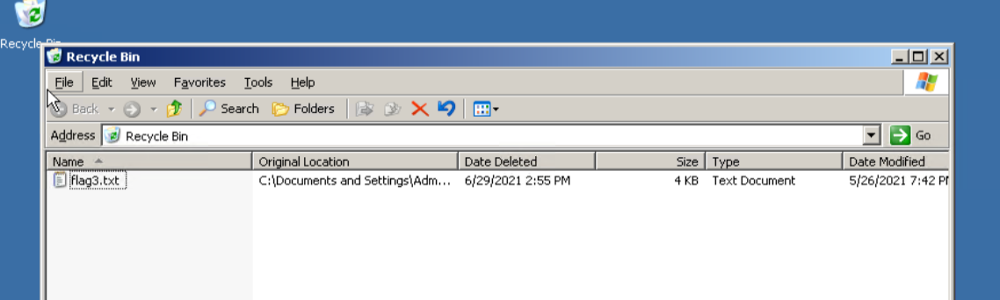 Recycle Bin
Recycle Bin
File Edit View Favorites Tools Help
Back Search Folders
Address Recycle Bin Go
Name Original Location Date Deleted Size Type Date Modified
flag3.txt C:\Documents and Settings\Adm... 6/29/2021 2:55 PM 4 KB Text Document 5/26/2021 7:42 PM